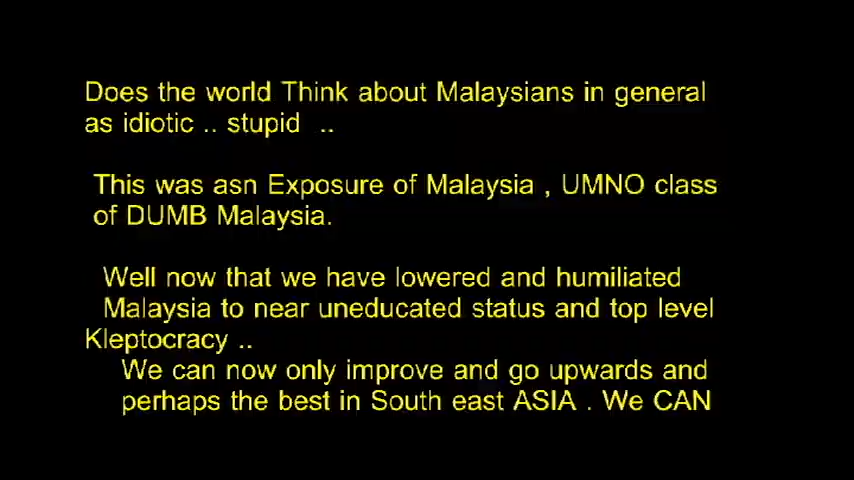 Does the world Think about Malaysians in general
as idiotic .. stupid ..
This was asn Exposure of Malaysia , UMNO class
of DUMB Malaysia.
Well now that we have lowered and humiliated
Malaysia to near uneducated status and top level
Kleptocracy ..
We can now only improve and go upwards and
perhaps the best in South east ASIA . We CAN